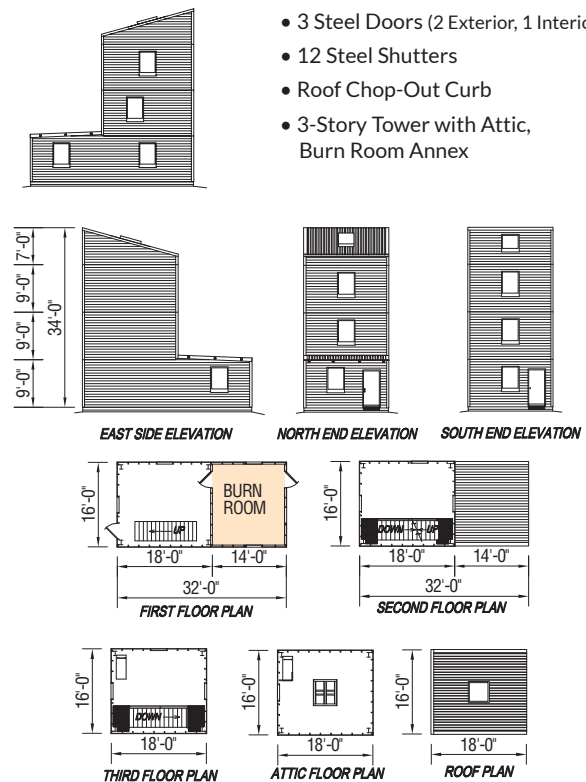 • 3 Steel Doors (2 Exterior, 1 Interio
• 12 Steel Shutters
• Roof Chop-Out Curb
• 3-Story Tower with Attic,
Burn Room Annex
7'-0"
9'-0"
9'-0"
9'-0"
34'-0"
EAST SIDE ELEVATION
NORTH END ELEVATION
SOUTH END ELEVATION
16'-0"
UP
BURN
ROOM
18'-0"
14'-0"
32'-0"
FIRST FLOOR PLAN
16'-0"
DOWN
UP
18'-0"
14'-0"
32'-0"
SECOND FLOOR PLAN
16'-0"
DOWN
18'-0"
THIRD FLOOR PLAN
16'-0"
18'-0"
ATTIC FLOOR PLAN
16'-0"
18'-0"
ROOF PLAN